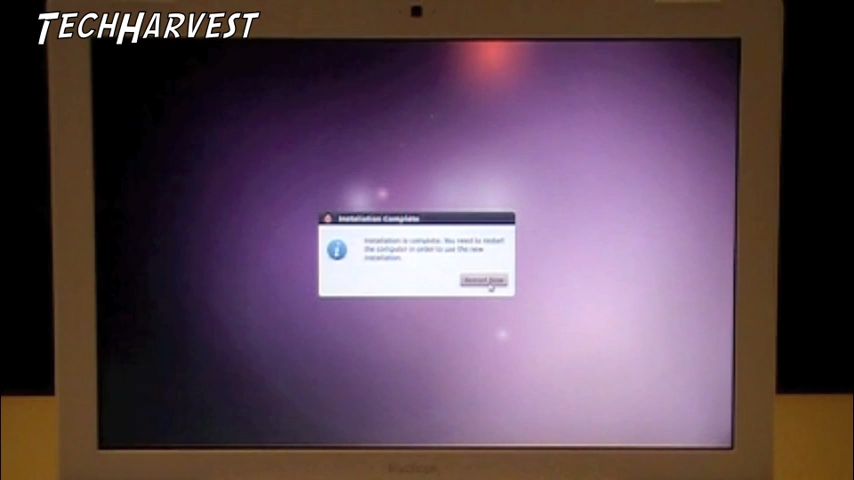 TECHHARVEST
Installation Complete
Installation is complete. You need to restart
the computer in order to use the new
installation.
Restart Now
MacBook